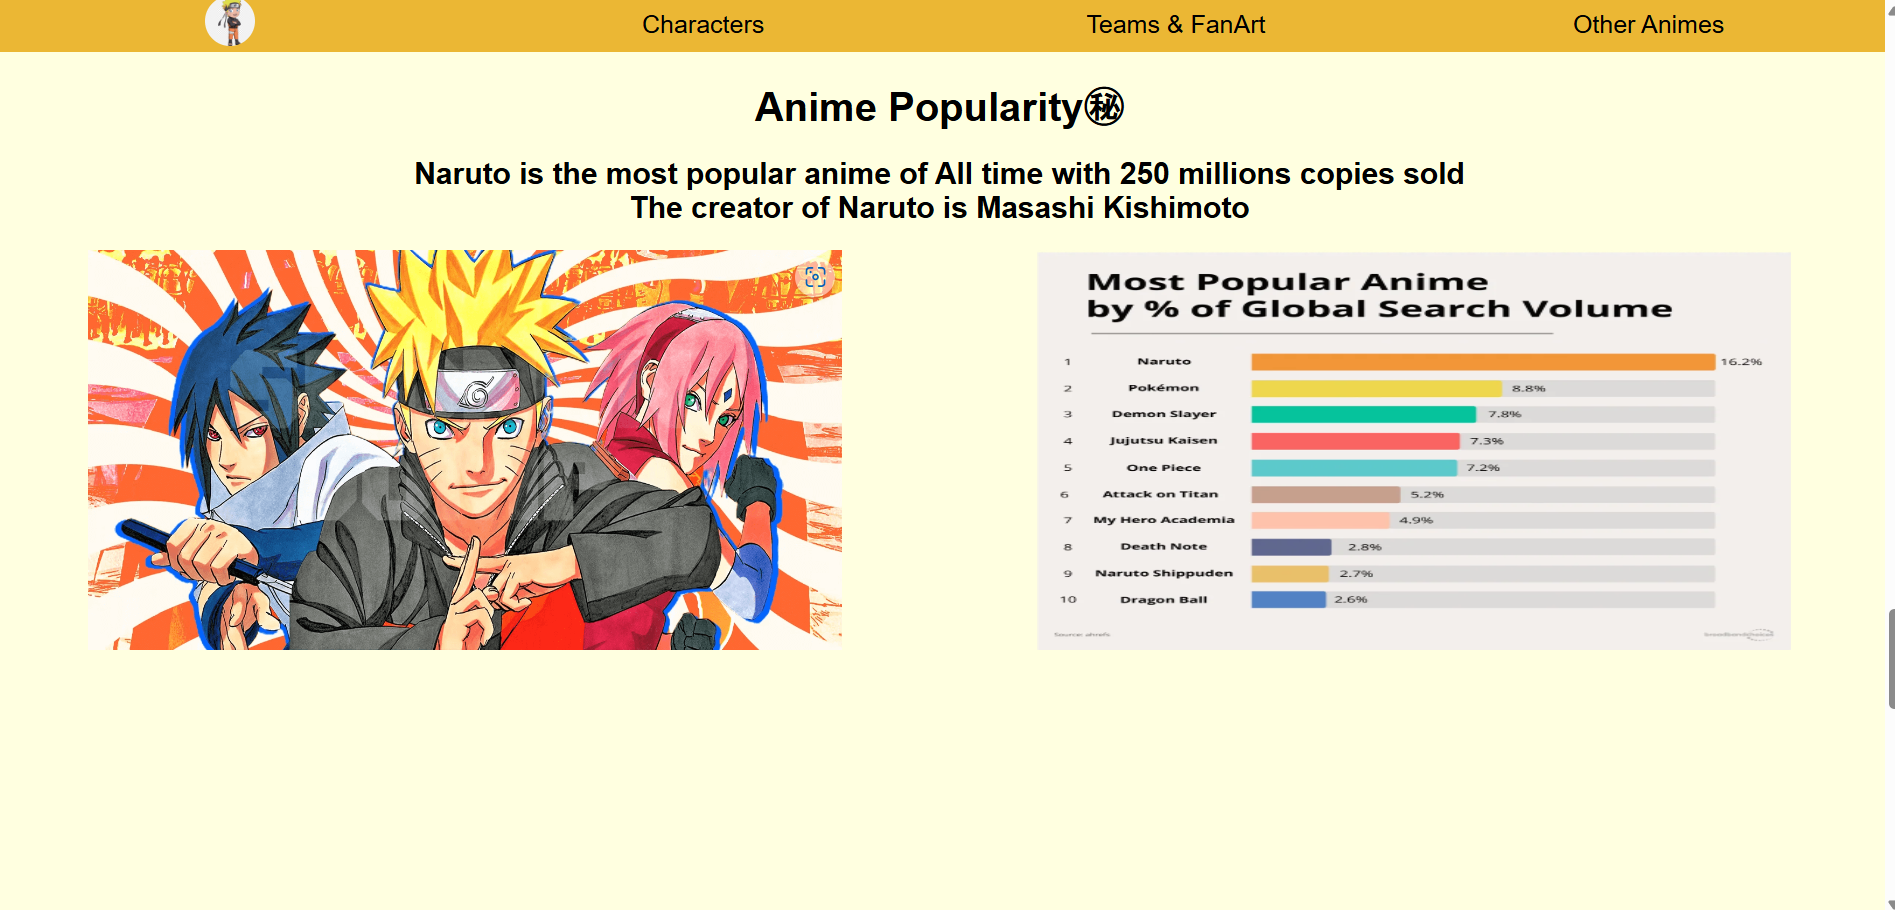 Characters
Teams & FanArt
Other Animes
Anime Popularity㊙
Naruto is the most popular anime of All time with 250 millions copies sold
The creator of Naruto is Masashi Kishimoto
Most Popular Anime
by % of Global Search Volume
1 Naruto 16.2%
2 Pokémon 8.8%
3 Demon Slayer 7.8%
4 Jujutsu Kaisen 7.3%
5 One Piece 7.2%
6 Attack on Titan 5.2%
7 My Hero Academia 4.9%
8 Death Note 2.8%
9 Naruto Shippuden 2.7%
10 Dragon Ball 2.6%
Source: ahrefs